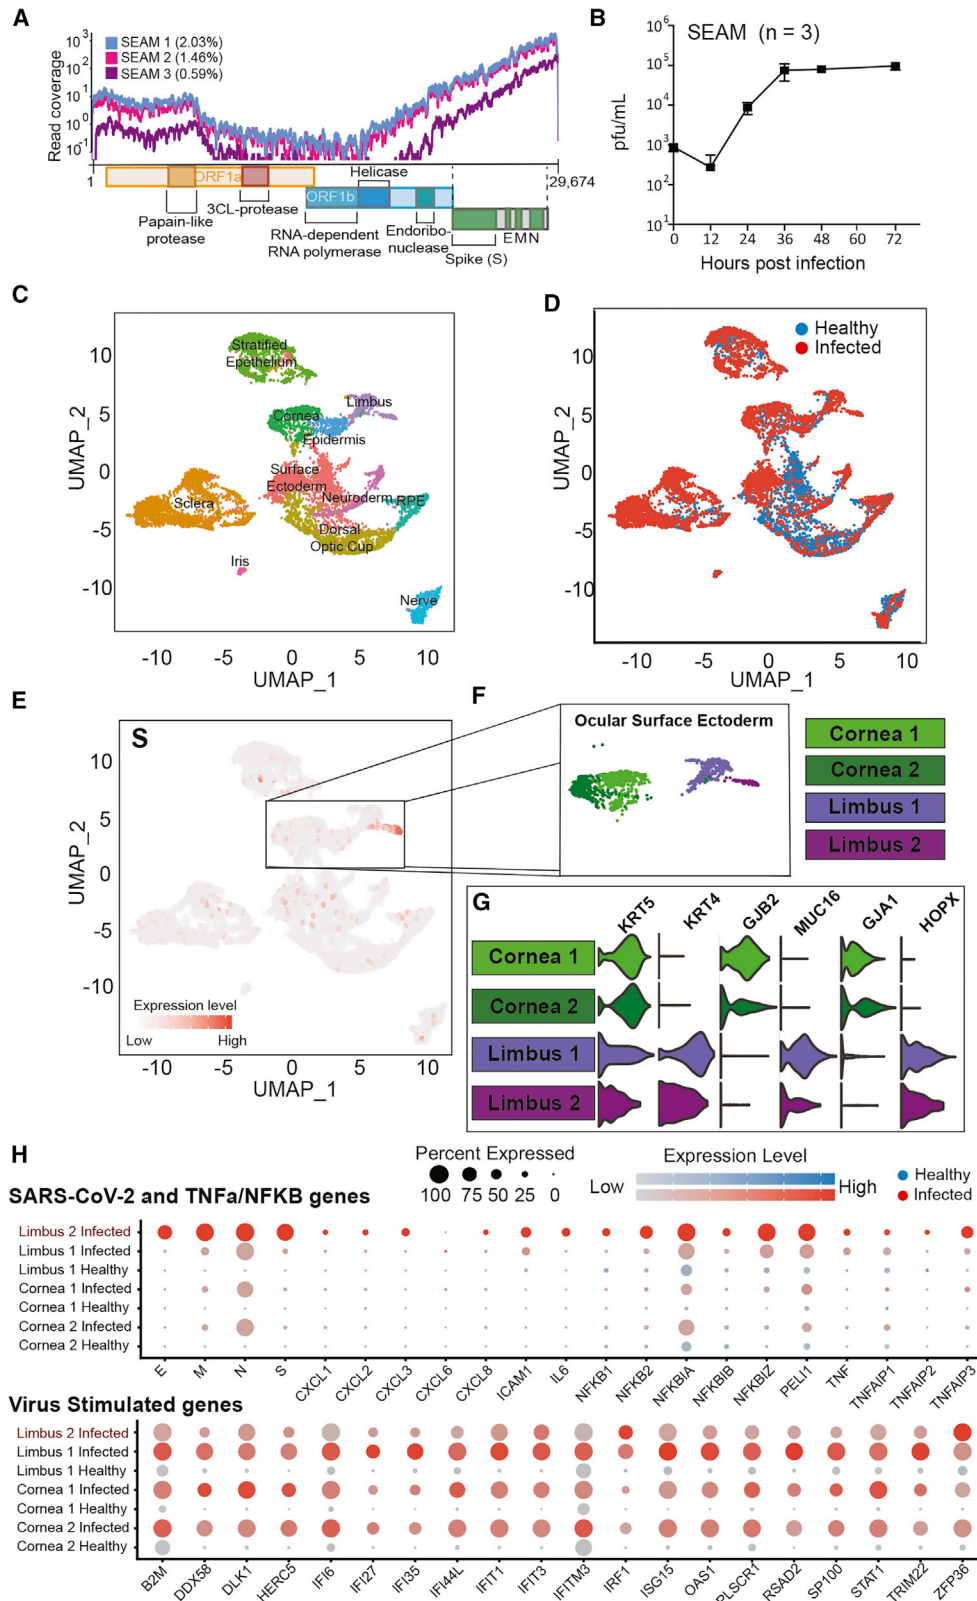 A
10³
10²
10¹
10⁰
10⁻¹
Read coverage
SEAM 1 (2.03%)
SEAM 2 (1.46%)
SEAM 3 (0.59%)
1
29,674
ORF1a
Papain-like
protease
3CL-protease
ORF1b
Helicase
RNA-dependent
RNA polymerase
Endoribo-
nuclease
Spike (S)
E M N
B
SEAM (n = 3)
pfu/mL
10⁶
10⁵
10⁴
10³
10²
10¹
0 12 24 36 48 60 72
Hours post infection
C
UMAP_2
10
5
0
-5
-10
Stratified
Epethelium
Limbus
Cornea
Epidermis
Surface
Ectoderm
Neuroderm
RPE
Sclera
Dorsal
Optic Cup
Iris
Nerve
-10 -5 0 5 10
UMAP_1
D
Healthy
Infected
UMAP_2
10
5
0
-5
-10
-10 -5 0 5 10
UMAP_1
E
S
UMAP_2
10
5
0
-5
-10
Expression level
Low High
-10 -5 0 5 10
UMAP_1
F
Ocular Surface Ectoderm
Cornea 1
Cornea 2
Limbus 1
Limbus 2
G
KRT5 KRT4 GJB2 MUC16 GJA1 HOPX
Cornea 1
Cornea 2
Limbus 1
Limbus 2
H
Percent Expressed
100 75 50 25 0
Expression Level
Low High
Healthy
Infected
SARS-CoV-2 and TNFa/NFKB genes
Limbus 2 Infected
Limbus 1 Infected
Limbus 1 Healthy
Cornea 1 Infected
Cornea 1 Healthy
Cornea 2 Infected
Cornea 2 Healthy
E M N S CXCL1 CXCL2 CXCL3 CXCL6 CXCL8 ICAM1 IL6 NFKB1 NFKB2 NFKBIA NFKBIB NFKBIZ PELI1 TNF TNFAIP1 TNFAIP2 TNFAIP3
Virus Stimulated genes
Limbus 2 Infected
Limbus 1 Infected
Limbus 1 Healthy
Cornea 1 Infected
Cornea 1 Healthy
Cornea 2 Infected
Cornea 2 Healthy
B2M DDX58 DLK1 HERC5 IFI6 IFI27 IFI35 IFI44L IFIT1 IFIT3 IFITM3 IRF1 ISG15 OAS1 PLSCR1 RSAD2 SP100 STAT1 TRIM22 ZFP36